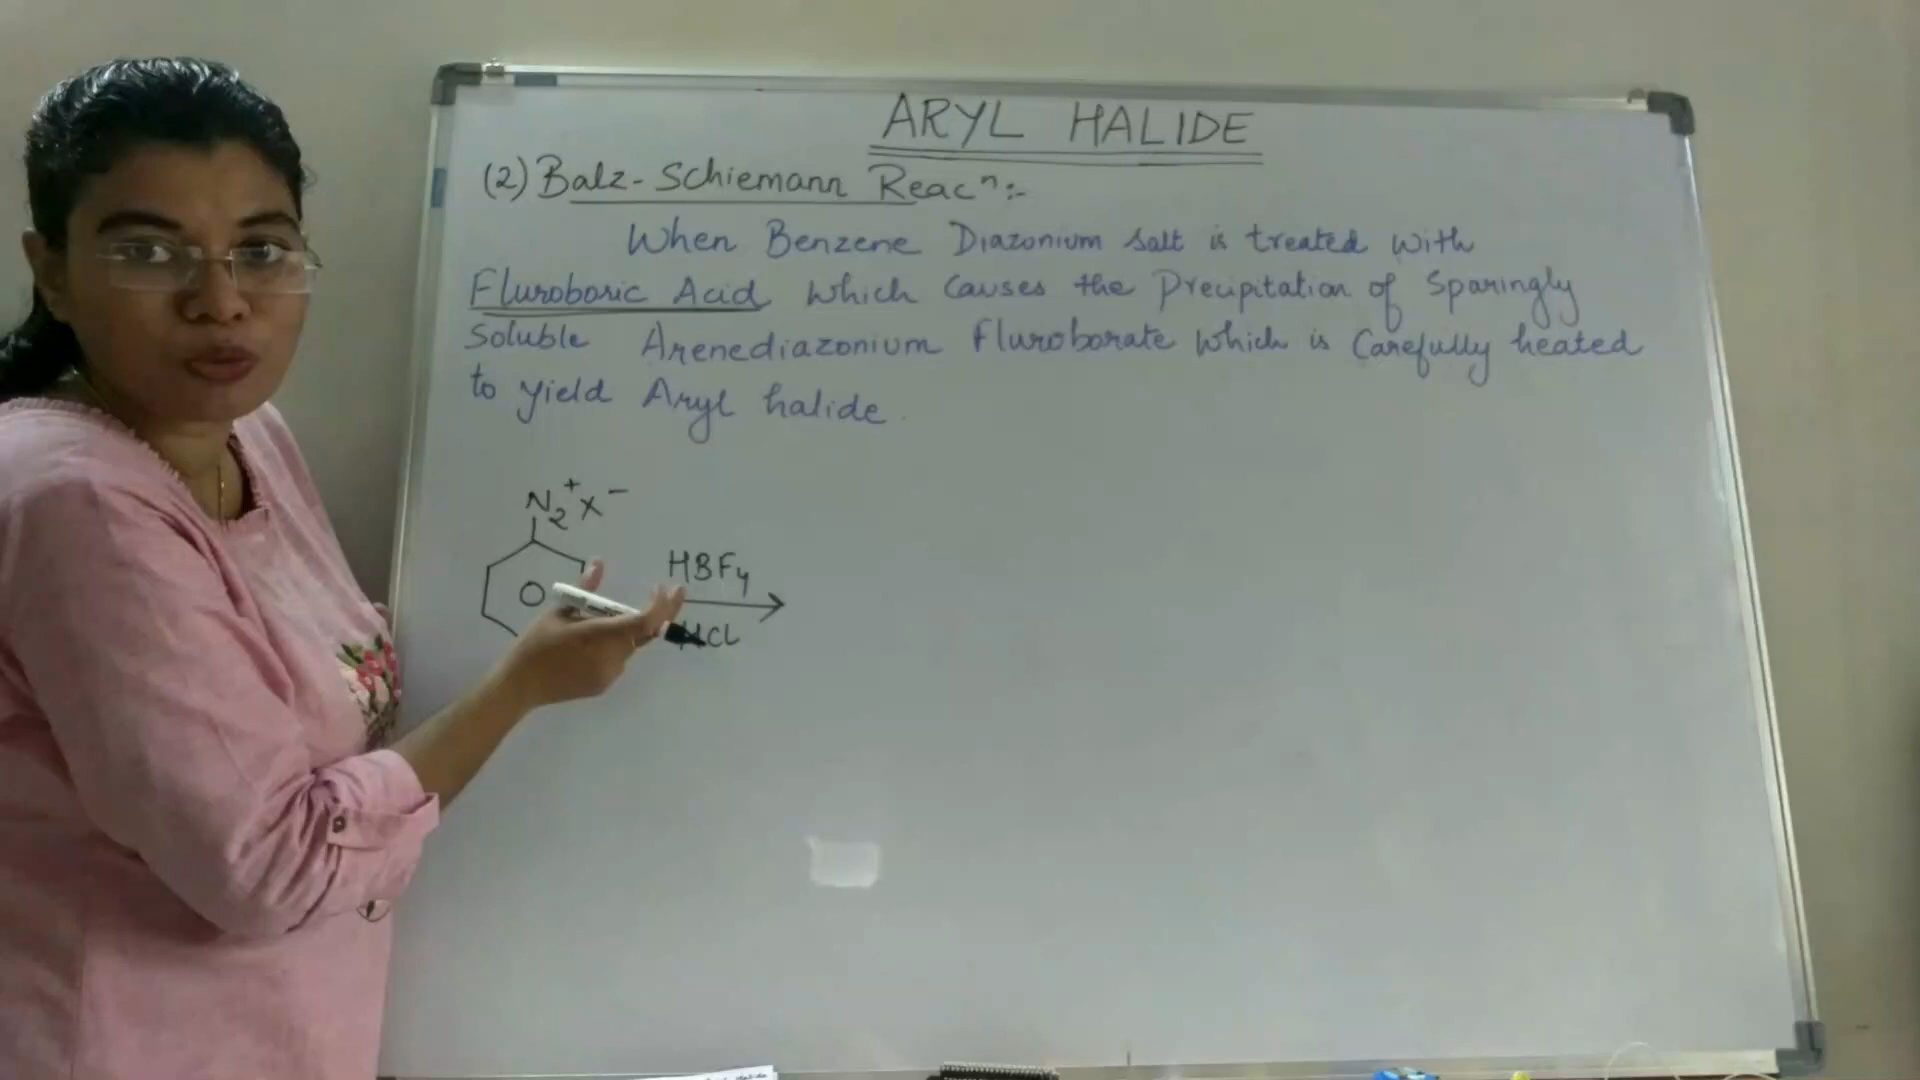 ARYL HALIDE
(2) Balz-Schiemann Reacⁿ:-
When Benzene Diazonium salt is treated with
Fluroboric Acid which causes the Precipitation of Sparingly
Soluble Arenediazonium Fluroborate which is Carefully heated
to yield Aryl halide.
N₂⁺X⁻
HBF₄
HCl